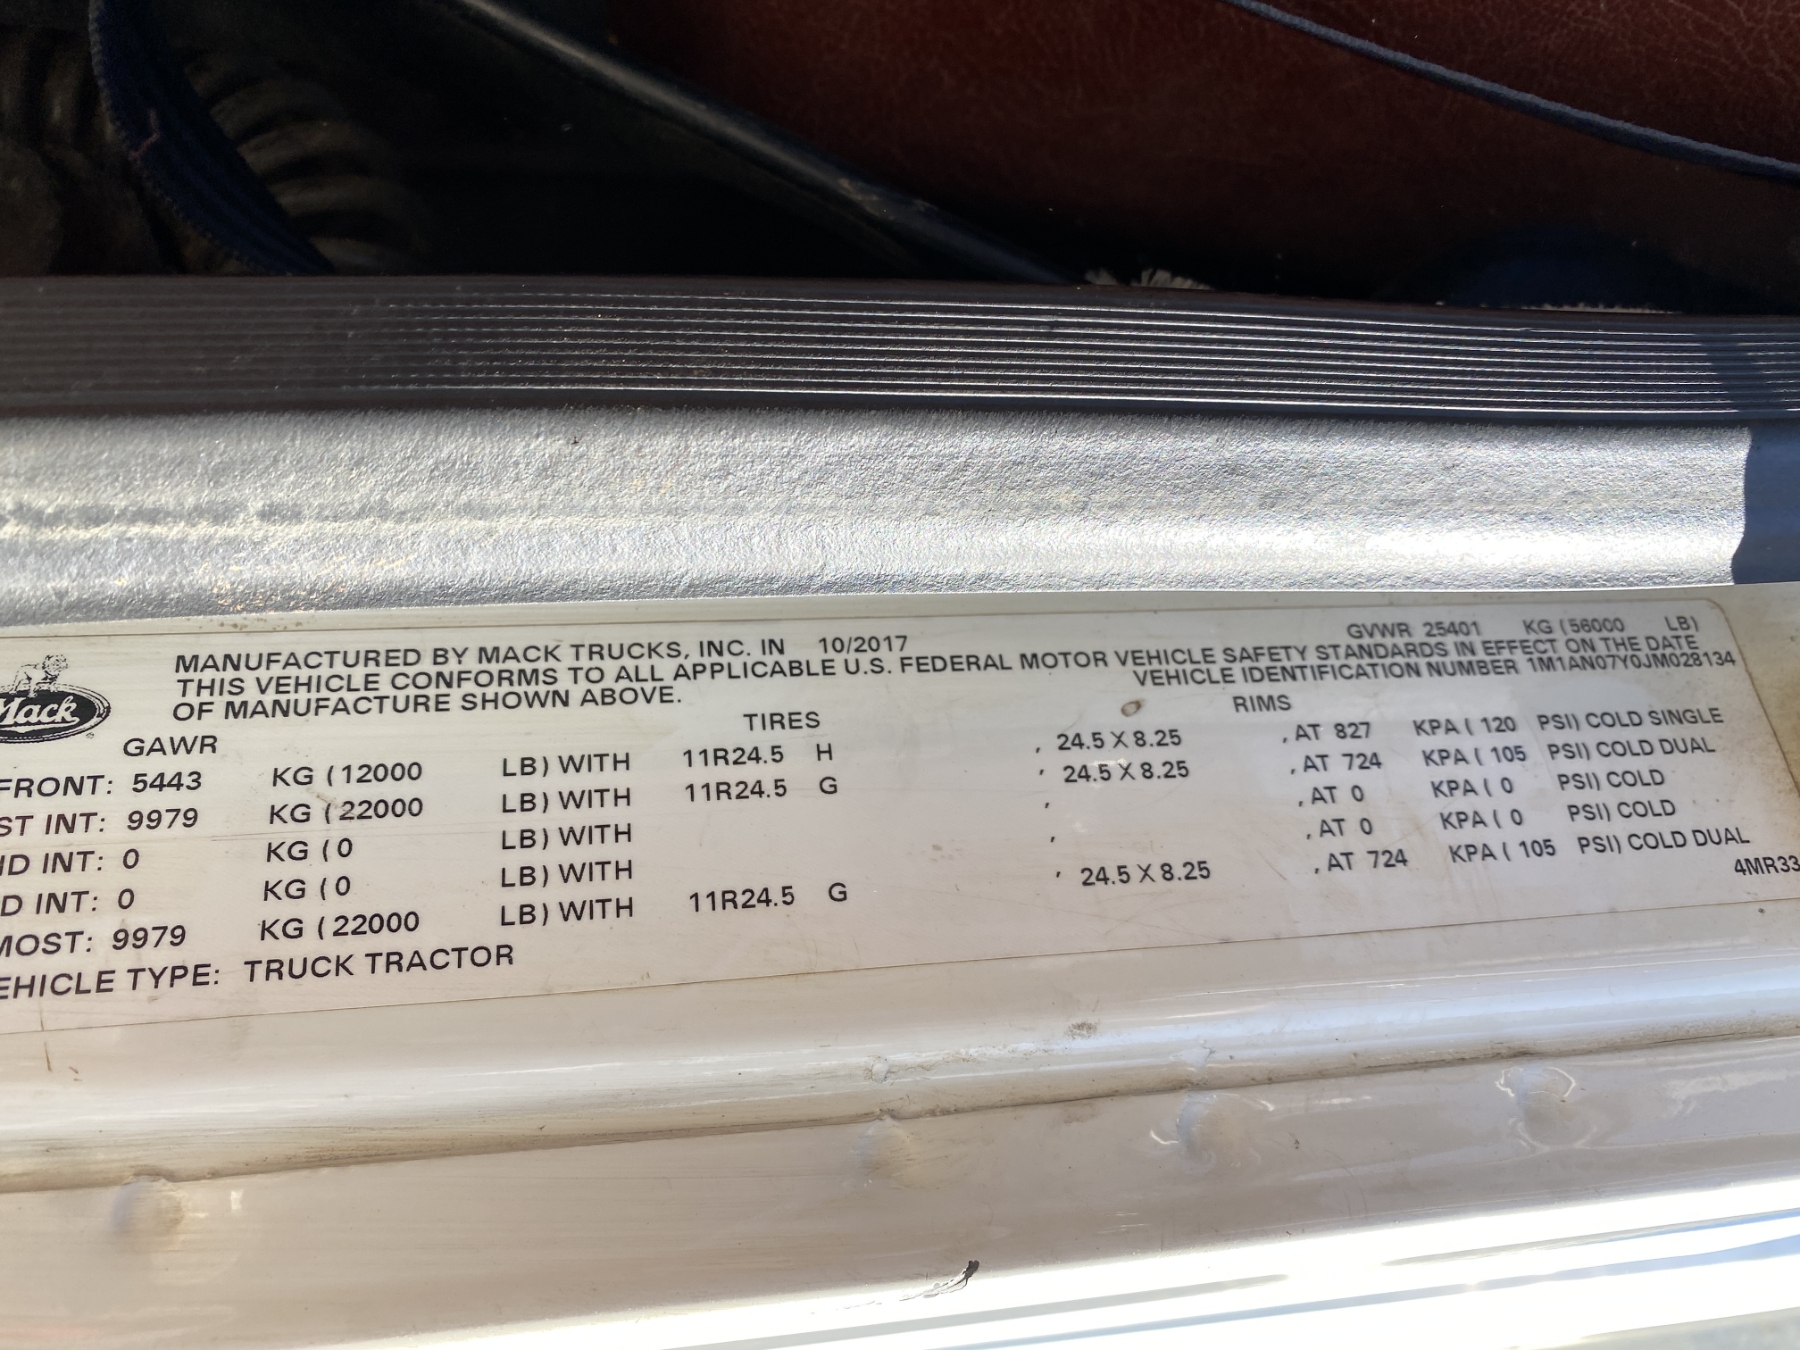 MANUFACTURED BY MACK TRUCKS, INC. IN 10/2017 GVWR 25401 KG (56000 LB)
THIS VEHICLE CONFORMS TO ALL APPLICABLE U.S. FEDERAL MOTOR VEHICLE SAFETY STANDARDS IN EFFECT ON THE DATE
OF MANUFACTURE SHOWN ABOVE. VEHICLE IDENTIFICATION NUMBER 1M1AN07Y0JM028134
Mack
GAWR TIRES RIMS
FRONT: 5443 KG (12000 LB) WITH 11R24.5 H , 24.5 X 8.25 , AT 827 KPA ( 120 PSI) COLD SINGLE
ST INT: 9979 KG (22000 LB) WITH 11R24.5 G , 24.5 X 8.25 , AT 724 KPA ( 105 PSI) COLD DUAL
ND INT: 0 KG (0 LB) WITH , , AT 0 KPA ( 0 PSI) COLD
D INT: 0 KG (0 LB) WITH , , AT 0 KPA ( 0 PSI) COLD
MOST: 9979 KG (22000 LB) WITH 11R24.5 G , 24.5 X 8.25 , AT 724 KPA ( 105 PSI) COLD DUAL
EHICLE TYPE: TRUCK TRACTOR 4MR33